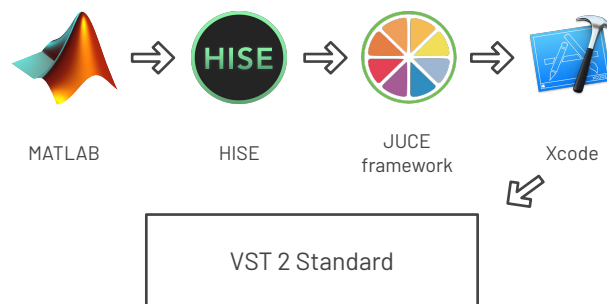 HISE
MATLAB
HISE
JUCE
framework
Xcode
VST 2 Standard